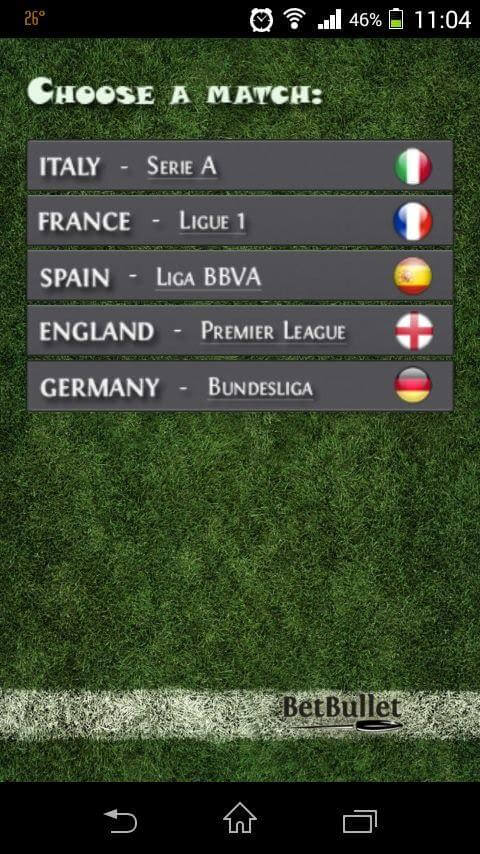 26° 46% 11:04
Choose a match:
ITALY - Serie A
FRANCE - Ligue 1
SPAIN - Liga BBVA
ENGLAND - Premier League
GERMANY - Bundesliga
BetBullet